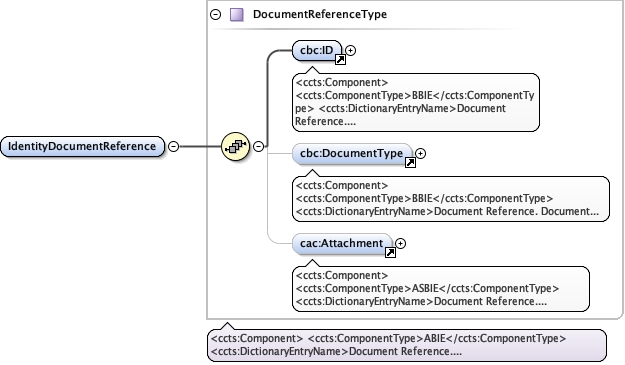 DocumentReferenceType
cbc:ID
<ccts:Component>
<ccts:ComponentType>BBIE</ccts:ComponentTy
pe> <ccts:DictionaryEntryName>Document
Reference....
IdentityDocumentReference
cbc:DocumentType
<ccts:Component>
<ccts:ComponentType>BBIE</ccts:ComponentType>
<ccts:DictionaryEntryName>Document Reference. Document...
cac:Attachment
<ccts:Component>
<ccts:ComponentType>ASBIE</ccts:ComponentType>
<ccts:DictionaryEntryName>Document Reference....
<ccts:Component> <ccts:ComponentType>ABIE</ccts:ComponentType>
<ccts:DictionaryEntryName>Document Reference....